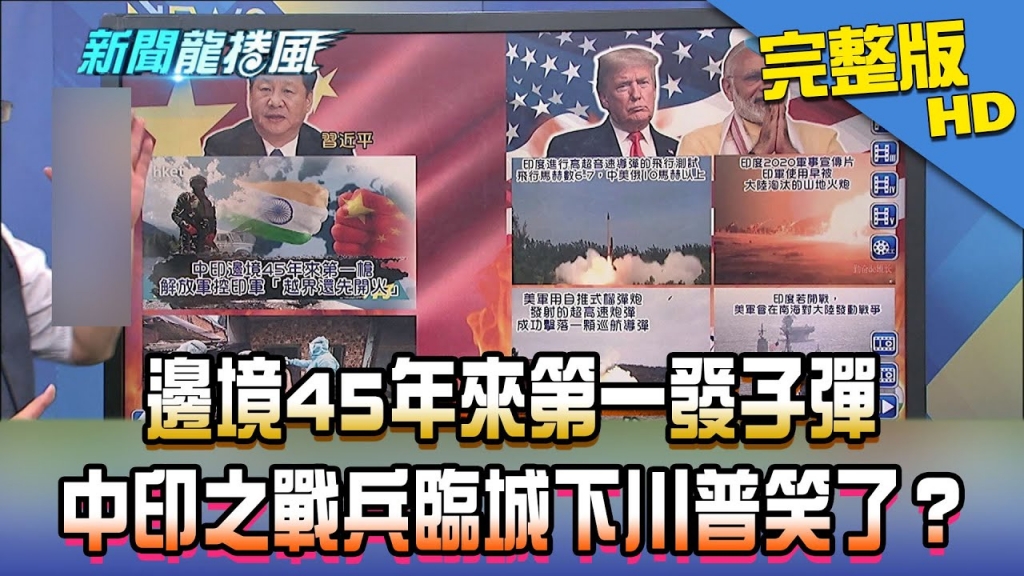 新聞龍捲風
完整版
HD
習近平
hket
中印邊境45年來第一槍
解放軍控印軍「越界還先開火」
印度進行高超音速導彈的飛行測試
飛行馬赫數6-7,中美俄10馬赫以上
印度2020軍事宣傳片
印軍使用早被
大陸淘汰的山地火炮
美軍用自推式榴彈炮
發射的超高速炮彈
成功擊落一顆巡航導彈
印度若開戰,
美軍會在南海對大陸發動戰爭
邊境45年來第一發子彈
中印之戰兵臨城下川普笑了?